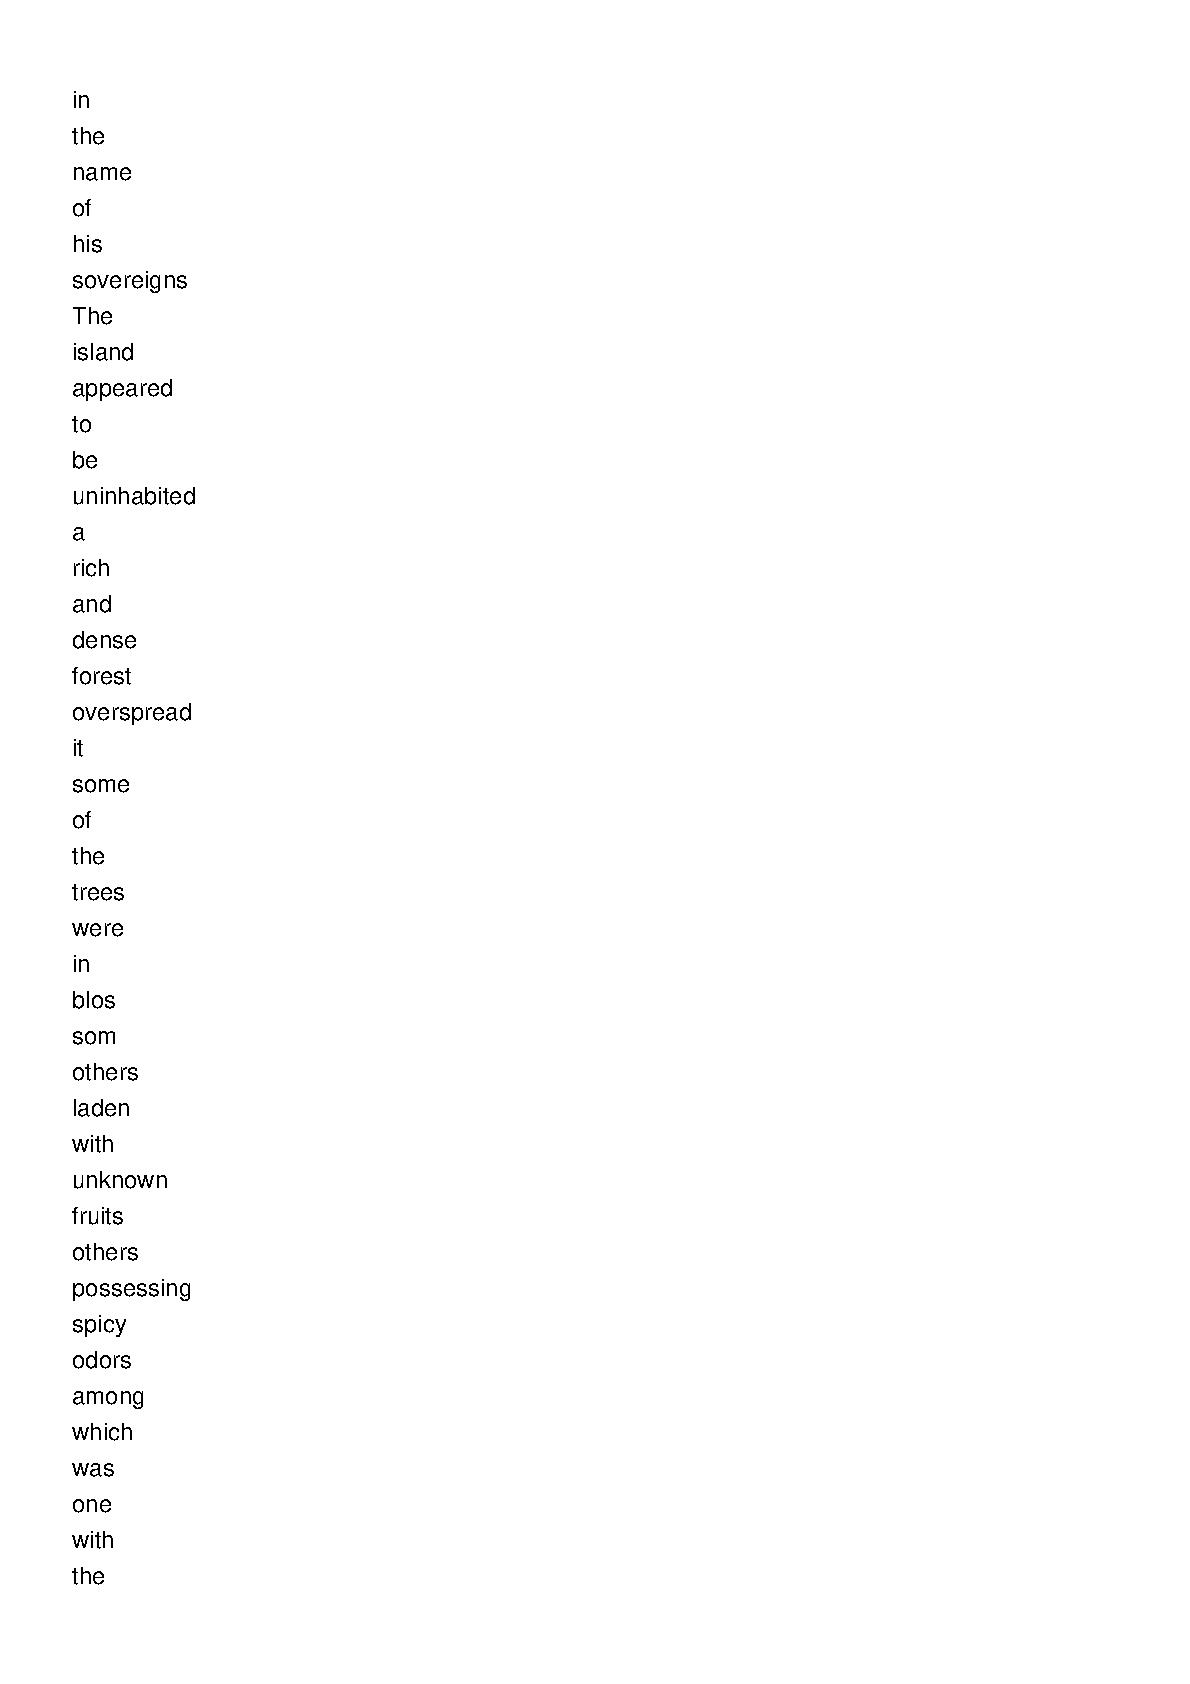 in
the
name
of
his
sovereigns
The
island
appeared
to
be
uninhabited
a
rich
and
dense
forest
overspread
it
some
of
the
trees
were
in
blos
som
others
laden
with
unknown
fruits
others
possessing
spicy
odors
among
which
was
one
with
the